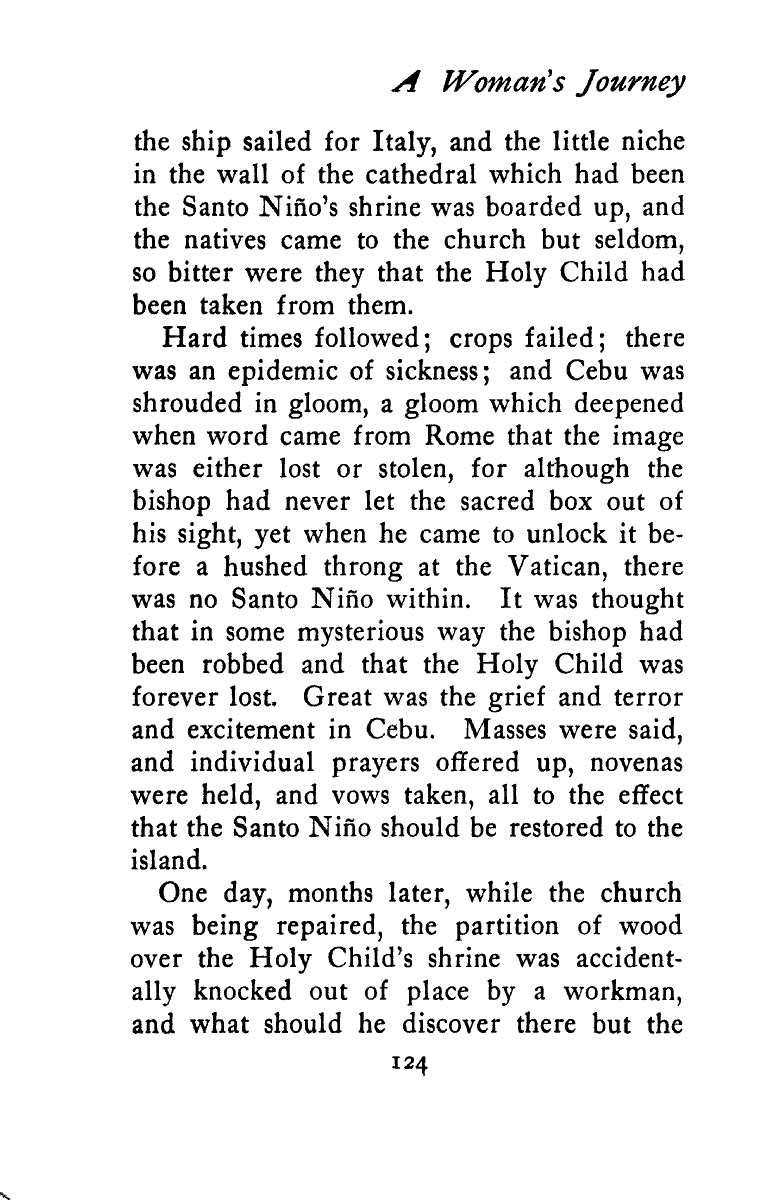 A Woman's Journey
the ship sailed for Italy, and the little niche
in the wall of the cathedral which had been
the Santo Niño's shrine was boarded up, and
the natives came to the church but seldom,
so bitter were they that the Holy Child had
been taken from them.
Hard times followed; crops failed; there
was an epidemic of sickness; and Cebu was
shrouded in gloom, a gloom which deepened
when word came from Rome that the image
was either lost or stolen, for although the
bishop had never let the sacred box out of
his sight, yet when he came to unlock it be-
fore a hushed throng at the Vatican, there
was no Santo Niño within. It was thought
that in some mysterious way the bishop had
been robbed and that the Holy Child was
forever lost. Great was the grief and terror
and excitement in Cebu. Masses were said,
and individual prayers offered up, novenas
were held, and vows taken, all to the effect
that the Santo Niño should be restored to the
island.
One day, months later, while the church
was being repaired, the partition of wood
over the Holy Child's shrine was accident-
ally knocked out of place by a workman,
and what should he discover there but the
124